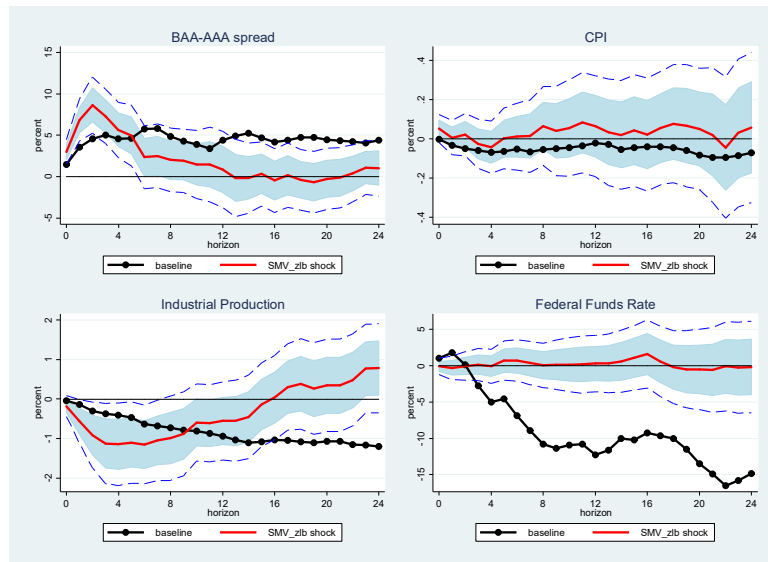 BAA-AAA spread
15
10
5
0
-5
percent
0 4 8 12 16 20 24
horizon
baseline SMV_zlb shock
CPI
.4
.2
0
-.2
-.4
percent
0 4 8 12 16 20 24
horizon
baseline SMV_zlb shock
Industrial Production
2
1
0
-1
-2
percent
0 4 8 12 16 20 24
horizon
baseline SMV_zlb shock
Federal Funds Rate
5
0
-5
-10
-15
percent
0 4 8 12 16 20 24
horizon
baseline SMV_zlb shock